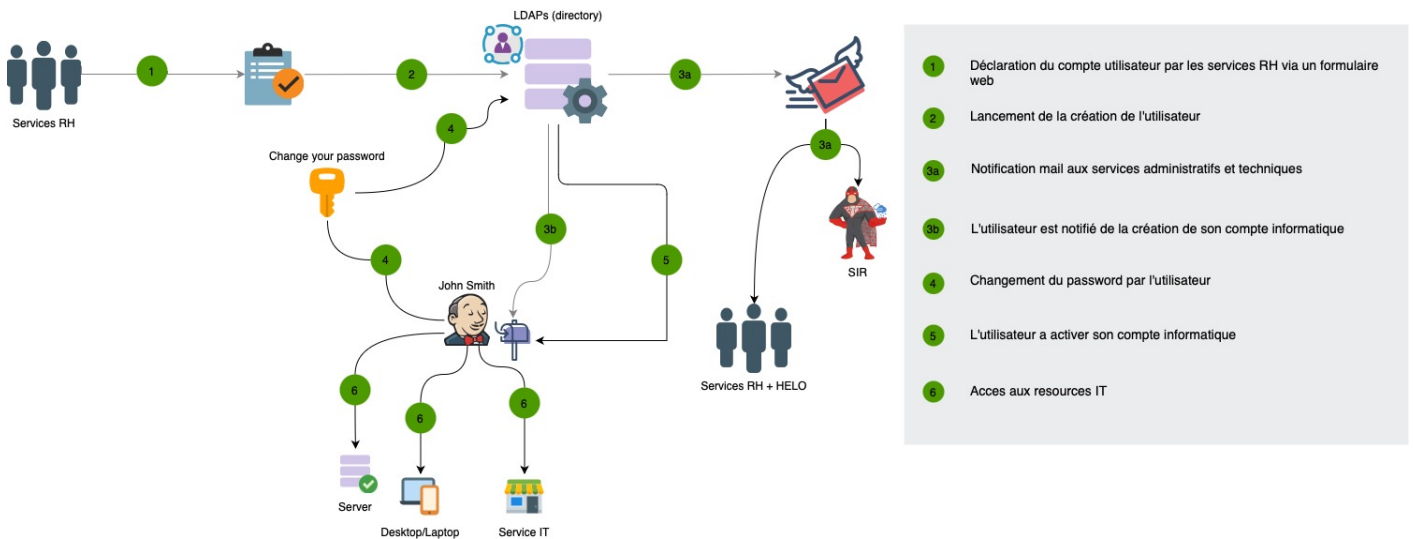 LDAPs (directory)
1
2
3a
Services RH
4
Change your password
3a
3b
4
5
SIR
John Smith
Services RH + HELO
6
6
6
Server
Desktop/Laptop
Service IT
1 Déclaration du compte utilisateur par les services RH via un formulaire
web
2 Lancement de la création de l'utilisateur
3a Notification mail aux services administratifs et techniques
3b L'utilisateur est notifié de la création de son compte informatique
4 Changement du password par l'utilisateur
5 L'utilisateur a activer son compte informatique
6 Acces aux resources IT